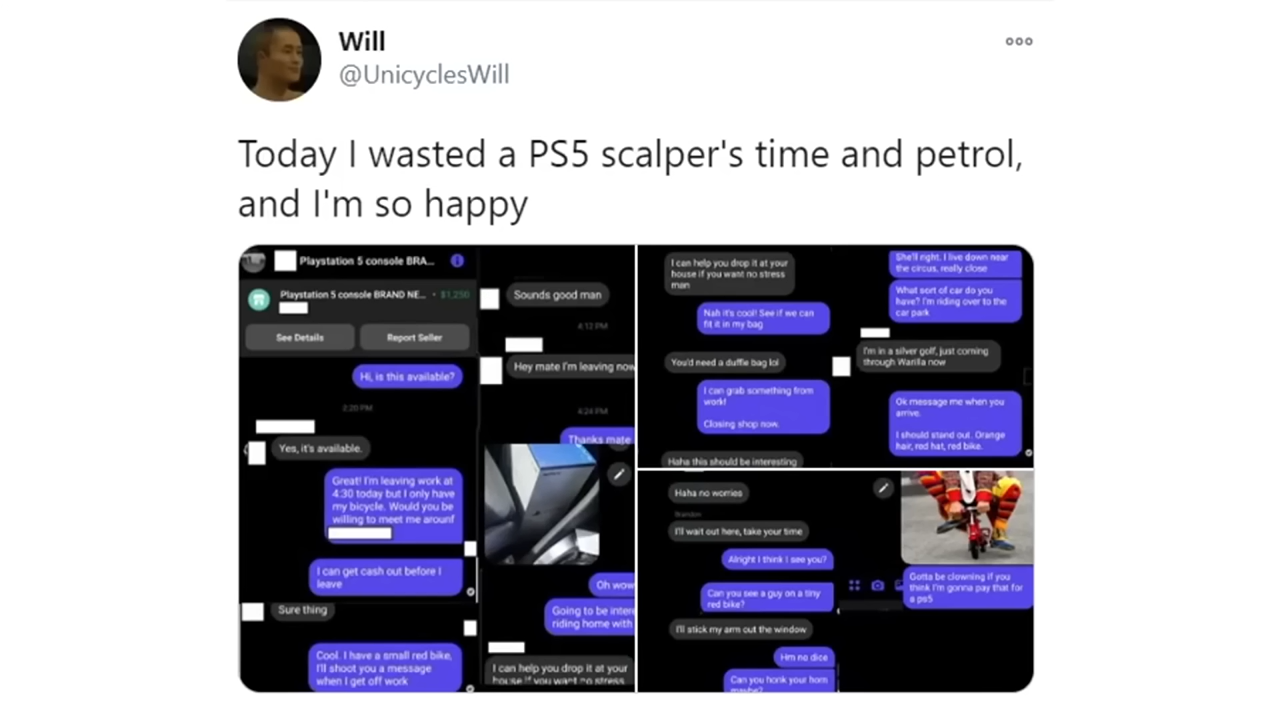 Will
@UnicyclesWill
Today I wasted a PS5 scalper's time and petrol,
and I'm so happy
Playstation 5 console BRA...
Playstation 5 console BRAND NE... · $1,250
See Details
Report Seller
Hi, is this available?
2:20 PM
Yes, it's available.
Great! I'm leaving work at
4:30 today but I only have
my bicycle. Would you be
willing to meet me arounf
I can get cash out before I
leave
Sure thing
Cool. I have a small red bike,
I'll shoot you a message
when I get off work
Sounds good man
4:13 PM
Hey mate I'm leaving now
4:24 PM
Thanks mate
Oh wow
Going to be inter
riding home with
I can help you drop it at your
house if you want no stress
I can help you drop it at your
house if you want no stress
man
Nah it's cool! See if we can
fit it in my bag
You'd need a duffle bag lol
I can grab something from
work!
Closing shop now.
Haha this should be interesting
She'll right. I live down near
the circus, really close
What sort of car do you
have? I'm riding over to the
car park
I'm in a silver golf, just coming
through Warilla now
Ok message me when you
arrive.
I should stand out. Orange
hair, red hat, red bike.
Haha no worries
Brandon
I'll wait out here, take your time
Alright I think I see you?
Can you see a guy on a tiny
red bike?
I'll stick my arm out the window
Hm no dice
Can you honk your horn
maybe?
Gotta be clowning if you
think I'm gonna pay that for
a ps5